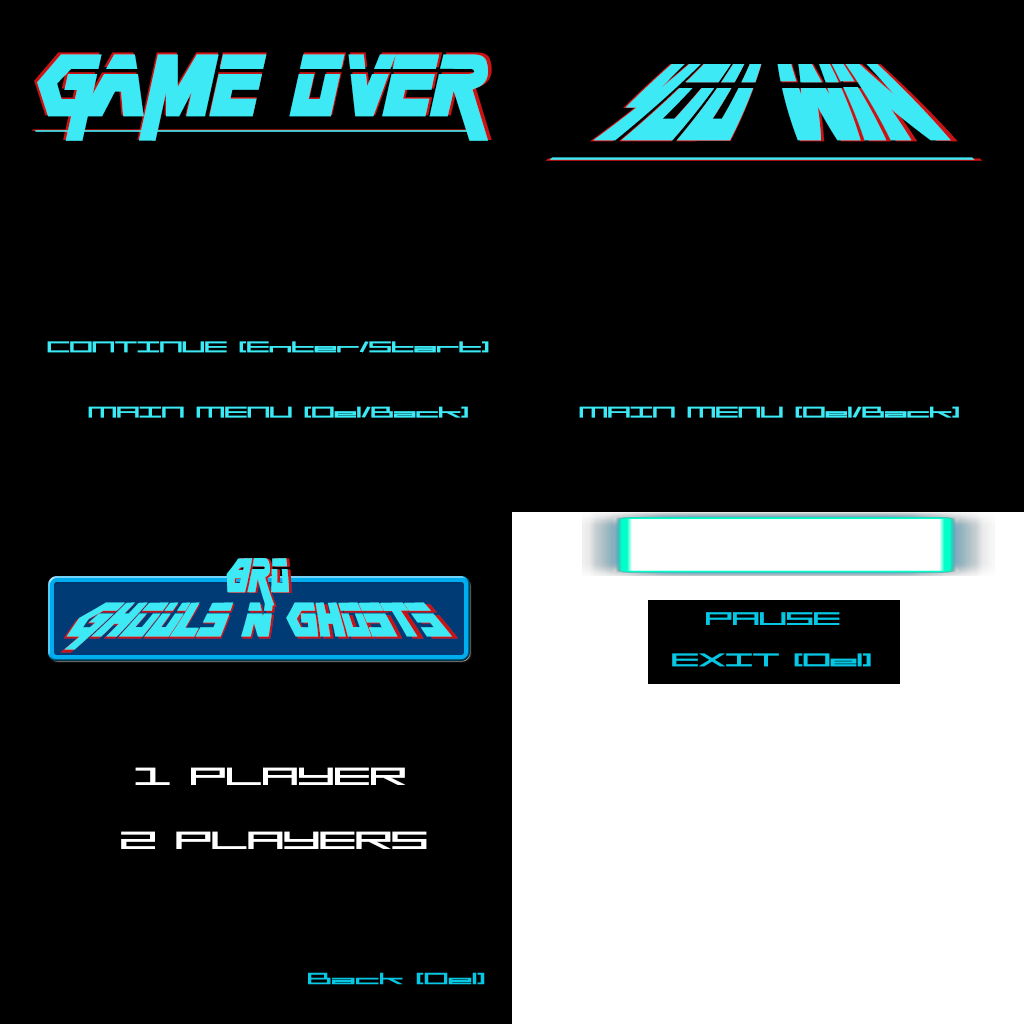 GAME OVER
CONTINUE [Enter/Start]
MAIN MENU [Del/Back]
YOU WIN
MAIN MENU [Del/Back]
BRU
GHOULS N GHOSTS
1 PLAYER
2 PLAYERS
Back [Del]
PAUSE
EXIT [Del]